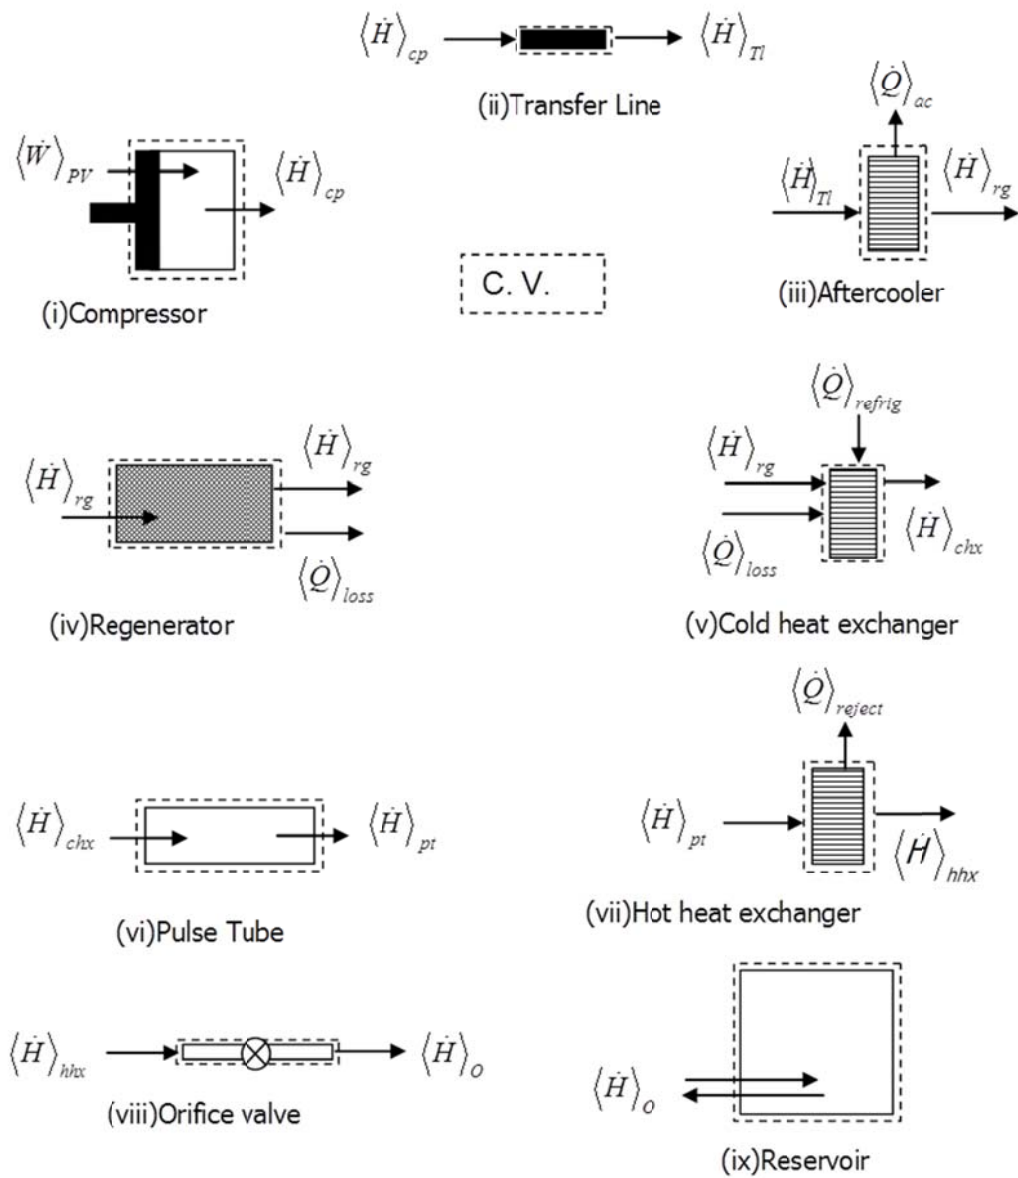 ⟨Ḣ⟩cp
⟨Ḣ⟩Tl
(ii)Transfer Line
⟨Q̇⟩ac
⟨Ẇ⟩PV
⟨Ḣ⟩cp
⟨Ḣ⟩Tl
⟨Ḣ⟩rg
C. V.
(i)Compressor
(iii)Aftercooler
⟨Q̇⟩refrig
⟨Ḣ⟩rg
⟨Ḣ⟩rg
⟨Q̇⟩loss
(iv)Regenerator
⟨Ḣ⟩rg
⟨Q̇⟩loss
⟨Ḣ⟩chx
(v)Cold heat exchanger
⟨Q̇⟩reject
⟨Ḣ⟩chx
⟨Ḣ⟩pt
(vi)Pulse Tube
⟨Ḣ⟩pt
⟨Ḣ⟩hhx
(vii)Hot heat exchanger
⟨Ḣ⟩hhx
⟨Ḣ⟩O
(viii)Orifice valve
⟨Ḣ⟩O
(ix)Reservoir